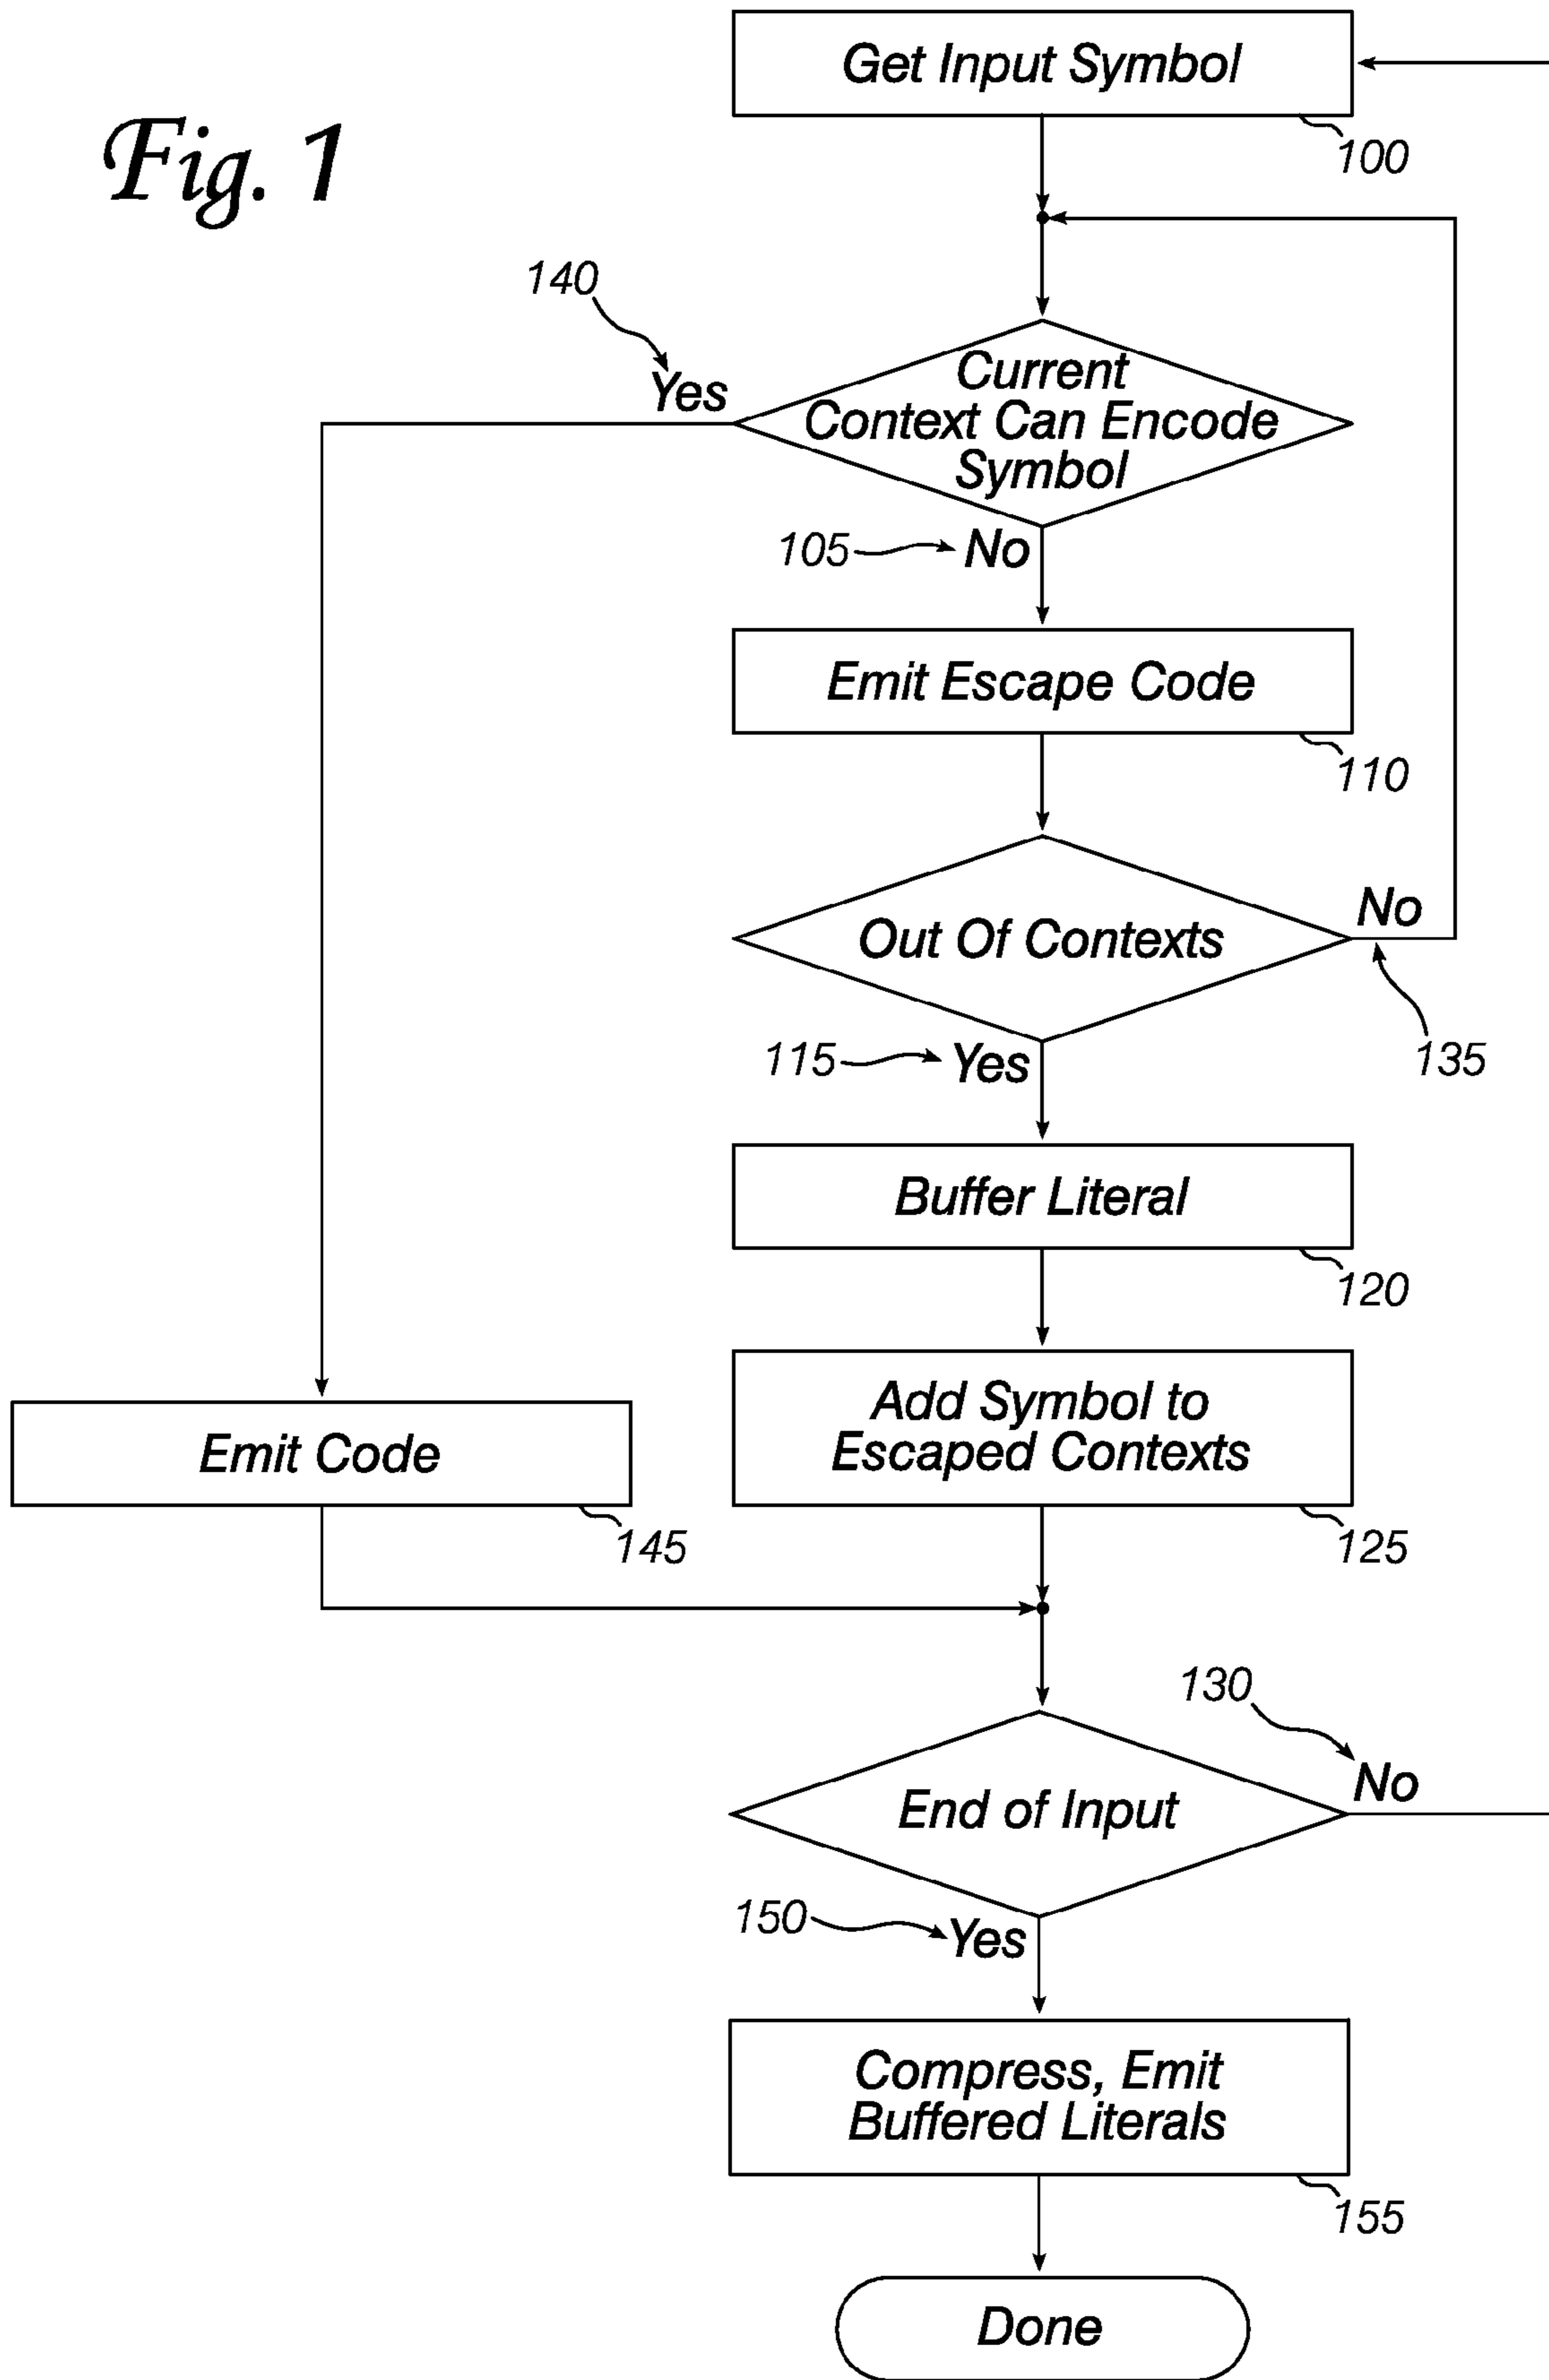 Fig. 1
Get Input Symbol
100
140
Yes
Current
Context Can Encode
Symbol
105
No
Emit Escape Code
110
Out Of Contexts
No
115
Yes
135
Buffer Literal
120
Add Symbol to
Escaped Contexts
125
Emit Code
145
130
No
End of Input
150
Yes
Compress, Emit
Buffered Literals
155
Done